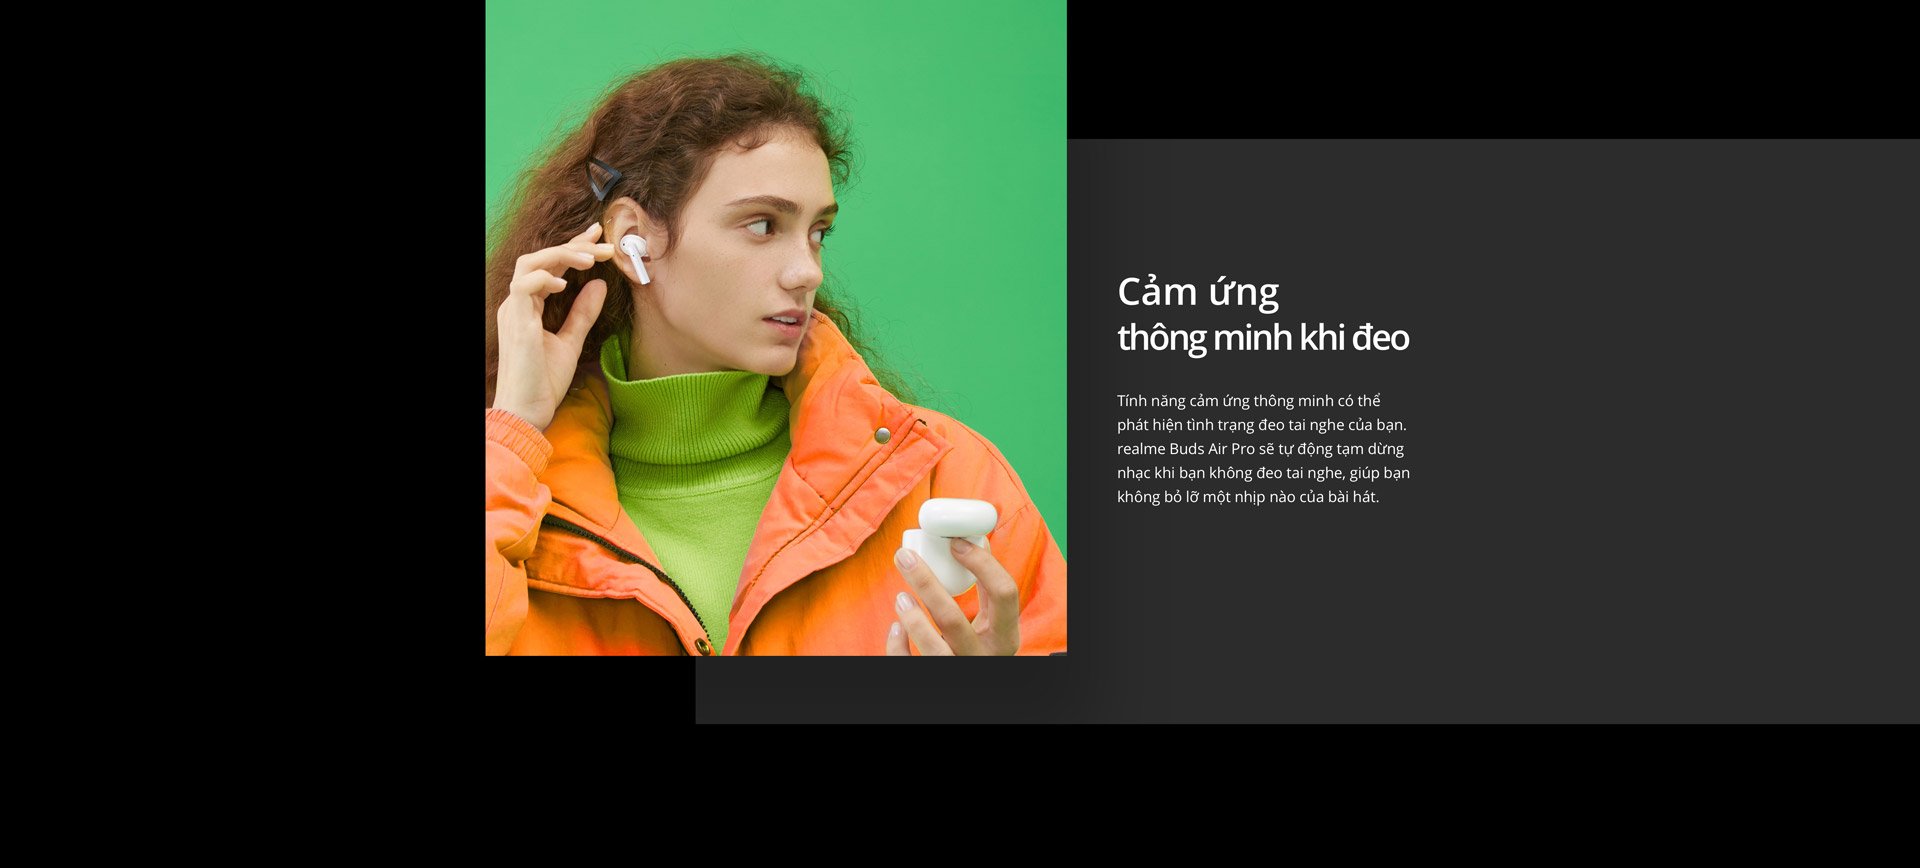 Cảm ứng
thông minh khi đeo
Tính năng cảm ứng thông minh có thể
phát hiện tình trạng đeo tai nghe của bạn.
realme Buds Air Pro sẽ tự động tạm dừng
nhạc khi bạn không đeo tai nghe, giúp bạn
không bỏ lỡ một nhịp nào của bài hát.